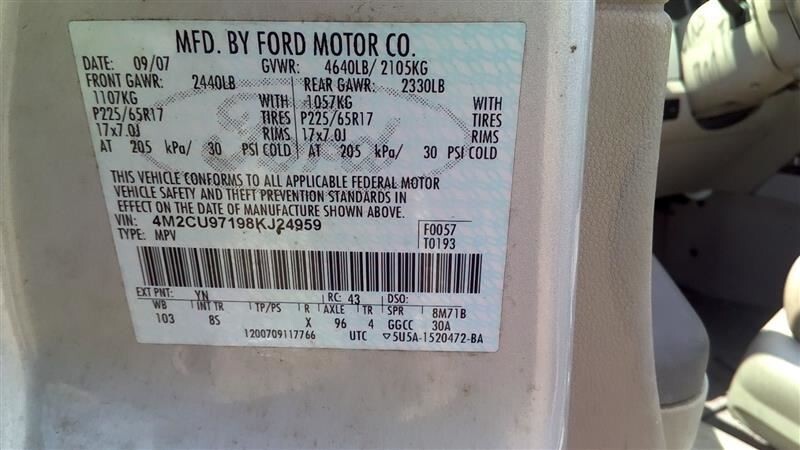 MFD. BY FORD MOTOR CO.
DATE: 09/07 GVWR: 4640LB/ 2105KG
FRONT GAWR: 2440LB REAR GAWR: 2330LB
1107KG WITH 1057KG WITH
P225/65R17 TIRES P225/65R17 TIRES
17x7.0J RIMS 17x7.0J RIMS
AT 205 kPa/ 30 PSI COLD AT 205 kPa/ 30 PSI COLD
Ford
THIS VEHICLE CONFORMS TO ALL APPLICABLE FEDERAL MOTOR
VEHICLE SAFETY AND THEFT PREVENTION STANDARDS IN
EFFECT ON THE DATE OF MANUFACTURE SHOWN ABOVE.
VIN: 4M2CU97198KJ24959 F0057
TYPE: MPV T0193
EXT PNT: YN RC: 43 DSO:
WB INT TR TP/PS R AXLE TR SPR 8M71B
103 8S X 96 4 GGCC 30A
1200709117766 UTC ▽5U5A-1520472-BA